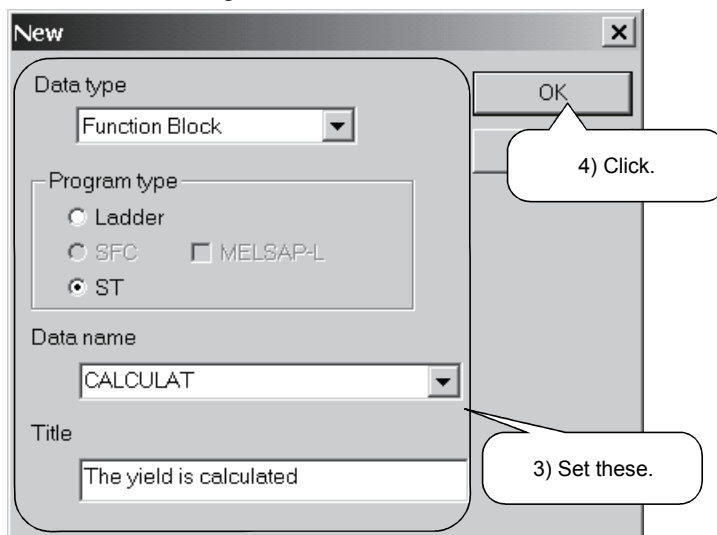 New
Data type
OK
Function Block
4) Click.
Program type
Ladder
SFC MELSAP-L
ST
Data name
CALCULAT
Title
3) Set these.
The yield is calculated